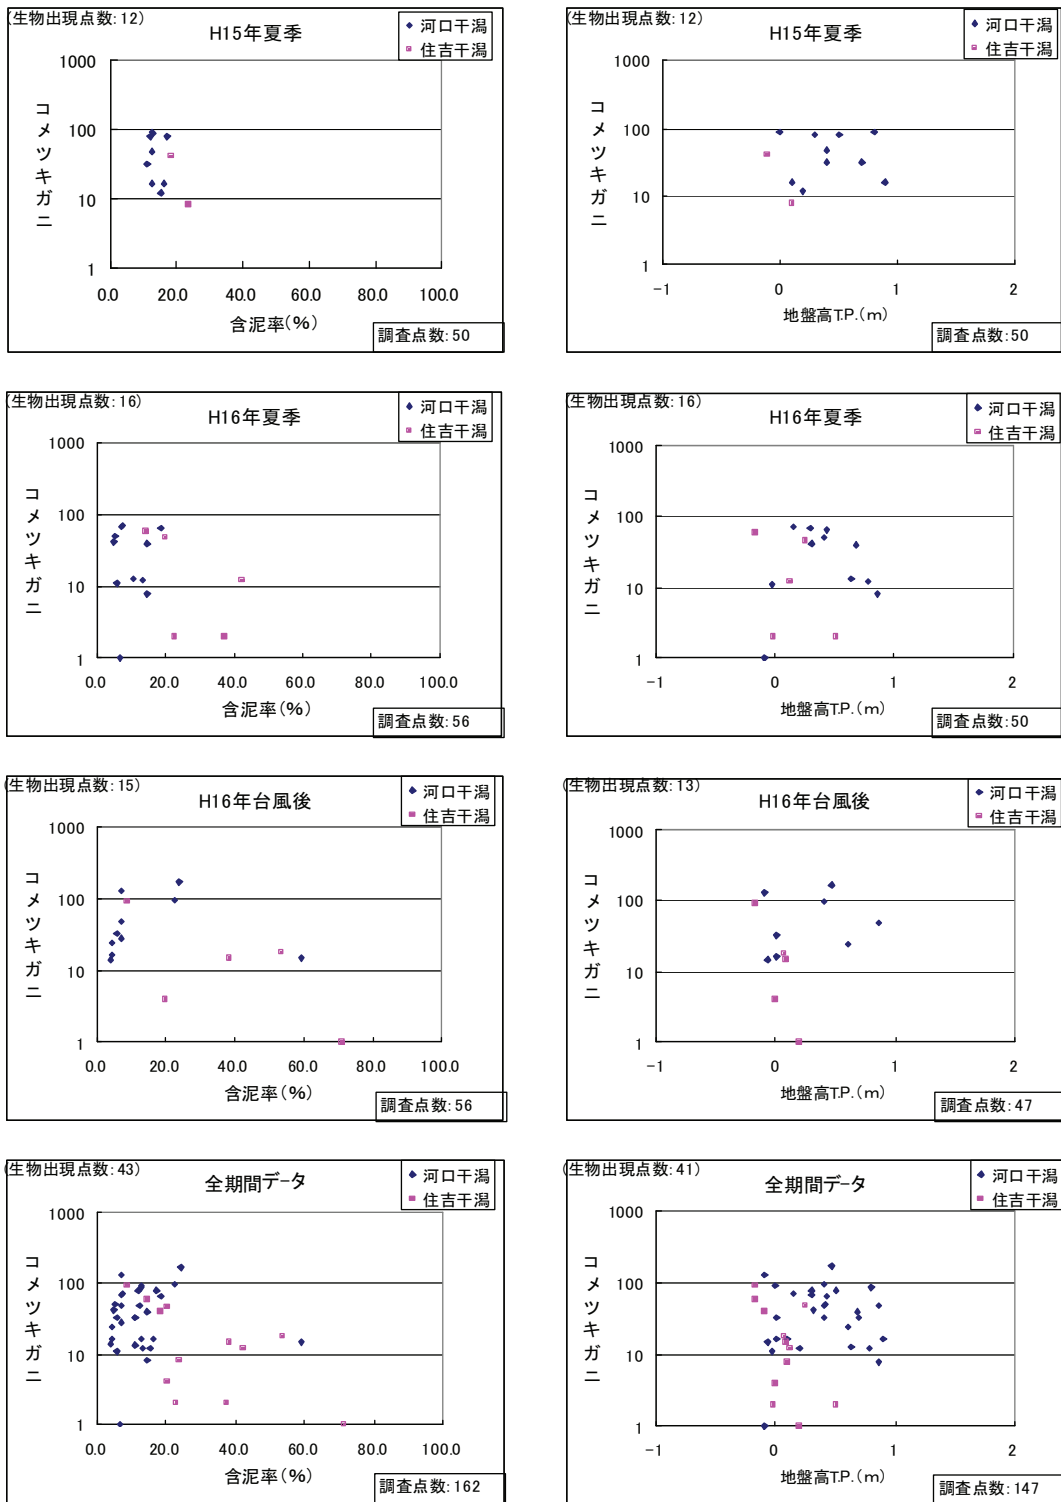 (生物出現点数:12)
H15年夏季
河口干潟
住吉干潟
コメツキガニ
1000
100
10
1
0.0 20.0 40.0 60.0 80.0 100.0
含泥率(%)
調査点数:50
(生物出現点数:12)
H15年夏季
河口干潟
住吉干潟
コメツキガニ
1000
100
10
1
-1 0 1 2
地盤高T.P.(m)
調査点数:50
(生物出現点数:16)
H16年夏季
河口干潟
住吉干潟
コメツキガニ
1000
100
10
1
0.0 20.0 40.0 60.0 80.0 100.0
含泥率(%)
調査点数:56
(生物出現点数:16)
H16年夏季
河口干潟
住吉干潟
コメツキガニ
1000
100
10
1
-1 0 1 2
地盤高T.P.(m)
調査点数:50
(生物出現点数:15)
H16年台風後
河口干潟
住吉干潟
コメツキガニ
1000
100
10
1
0.0 20.0 40.0 60.0 80.0 100.0
含泥率(%)
調査点数:56
(生物出現点数:13)
H16年台風後
河口干潟
住吉干潟
コメツキガニ
1000
100
10
1
-1 0 1 2
地盤高T.P.(m)
調査点数:47
(生物出現点数:43)
全期間データ
河口干潟
住吉干潟
コメツキガニ
1000
100
10
1
0.0 20.0 40.0 60.0 80.0 100.0
含泥率(%)
調査点数:162
(生物出現点数:41)
全期間データ
河口干潟
住吉干潟
コメツキガニ
1000
100
10
1
-1 0 1 2
地盤高T.P.(m)
調査点数:147